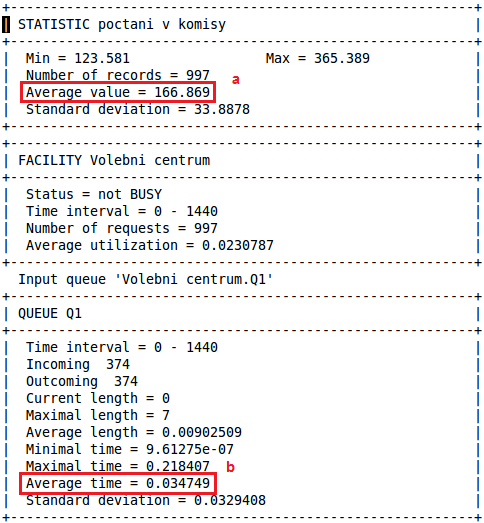 STATISTIC poctani v komisy
Min = 123.581 Max = 365.389
Number of records = 997
a
Average value = 166.869
Standard deviation = 33.8878
FACILITY Volebni centrum
Status = not BUSY
Time interval = 0 - 1440
Number of requests = 997
Average utilization = 0.0230787
Input queue 'Volebni centrum.Q1'
QUEUE Q1
Time interval = 0 - 1440
Incoming 374
Outcoming 374
Current length = 0
Maximal length = 7
Average length = 0.00902509
Minimal time = 9.61275e-07
Maximal time = 0.218407 b
Average time = 0.034749
Standard deviation = 0.0329408